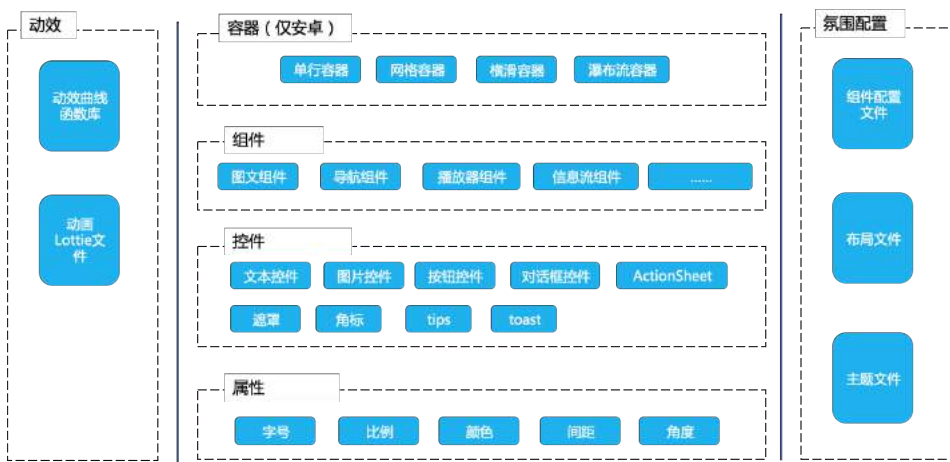 动效
动效曲线
函数库
动画
Lottie文
件
容器（仅安卓）
单行容器
网格容器
横滑容器
瀑布流容器
组件
图文组件
导航组件
播放器组件
信息流组件
......
控件
文本控件
图片控件
按钮控件
对话框控件
ActionSheet
遮罩
角标
tips
toast
属性
字号
比例
颜色
间距
角度
氛围配置
组件配置
文件
布局文件
主题文件